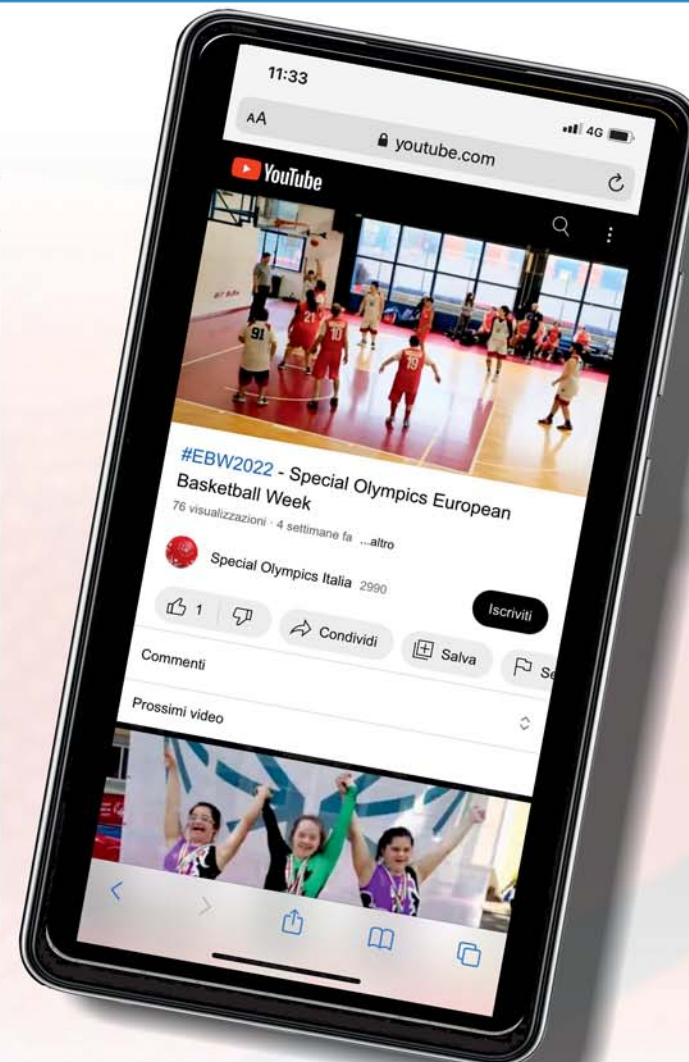 11:33
4G
AA
youtube.com
YouTube
91
21
10
19
#EBW2022 - Special Olympics European
Basketball Week
76 visualizzazioni · 4 settimane fa ...altro
Special Olympics Italia 2990
Iscriviti
1
Condividi
Salva
Se
Commenti
Prossimi video